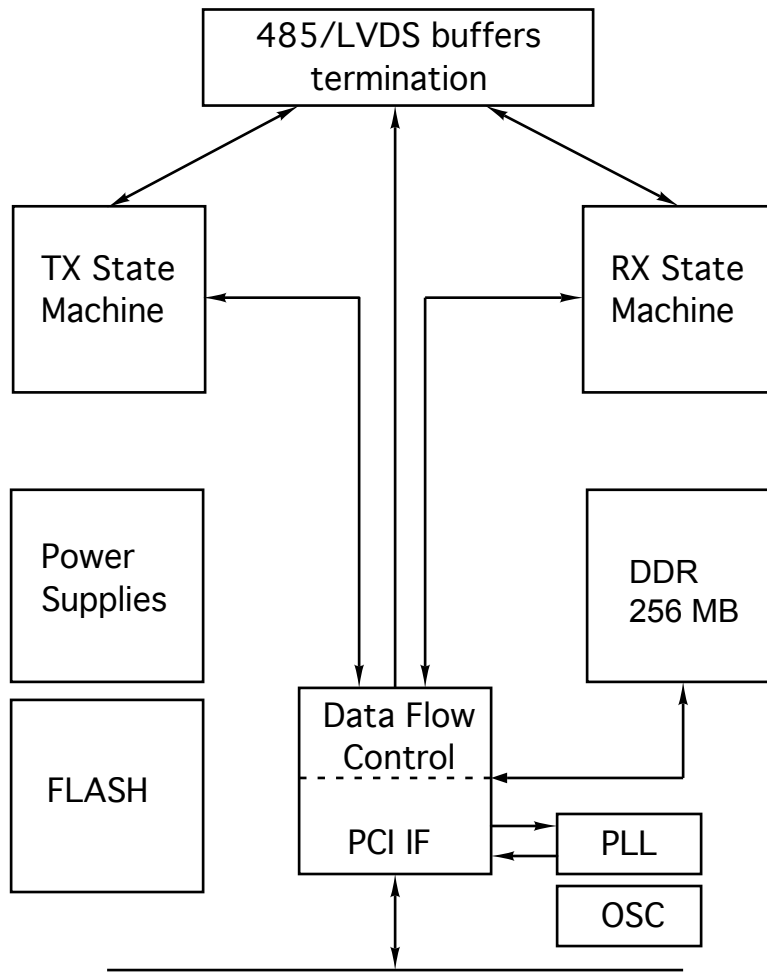 485/LVDS buffers
termination
TX State
Machine
RX State
Machine
Power
Supplies
DDR
256 MB
FLASH
Data Flow
Control
PCI IF
PLL
OSC